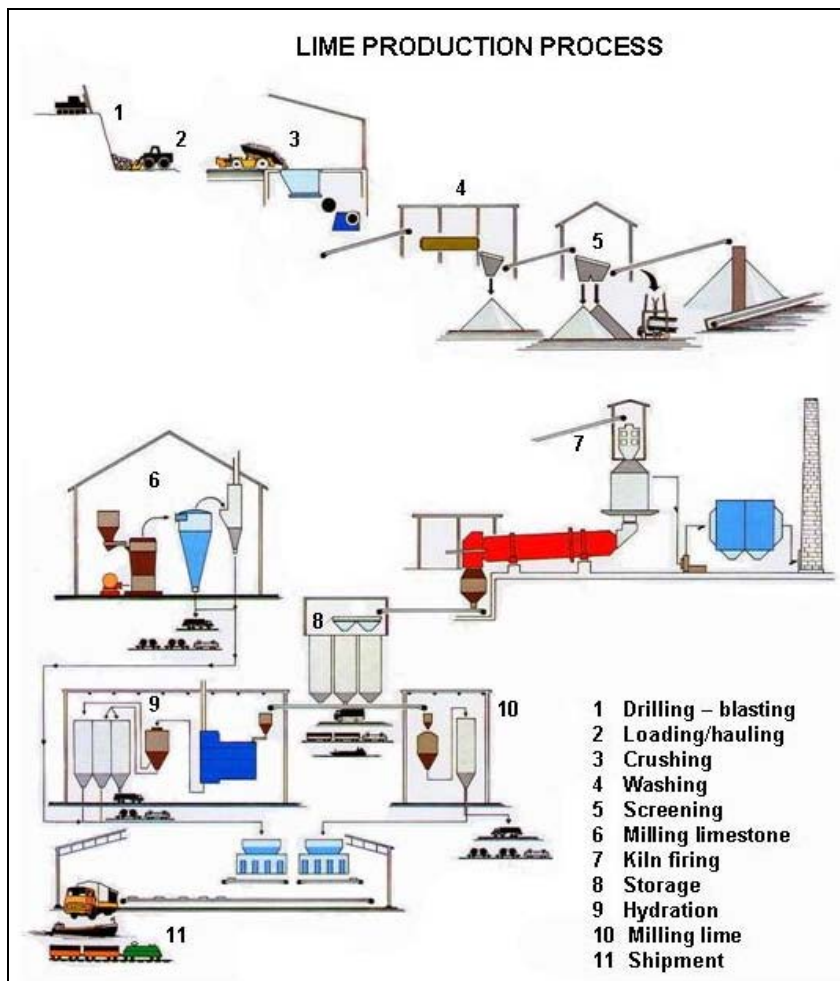 LIME PRODUCTION PROCESS
1
2
3
4
5
6
7
8
9
10
11
1 Drilling – blasting
2 Loading/hauling
3 Crushing
4 Washing
5 Screening
6 Milling limestone
7 Kiln firing
8 Storage
9 Hydration
10 Milling lime
11 Shipment